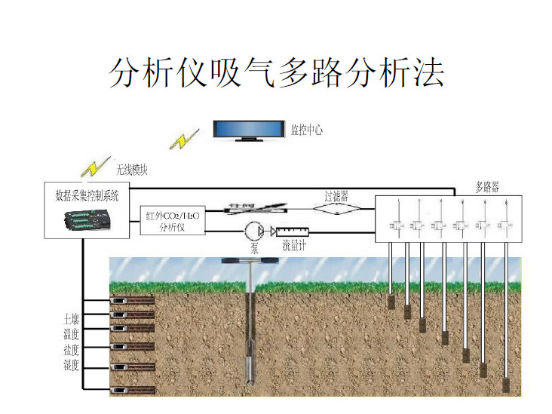 分析仪吸气多路分析法
监控中心
无线模块
数据采集控制系统
多路器
过滤器
红外CO2/H2O
分析仪
泵
流量计
土壤
温度
盐度
湿度